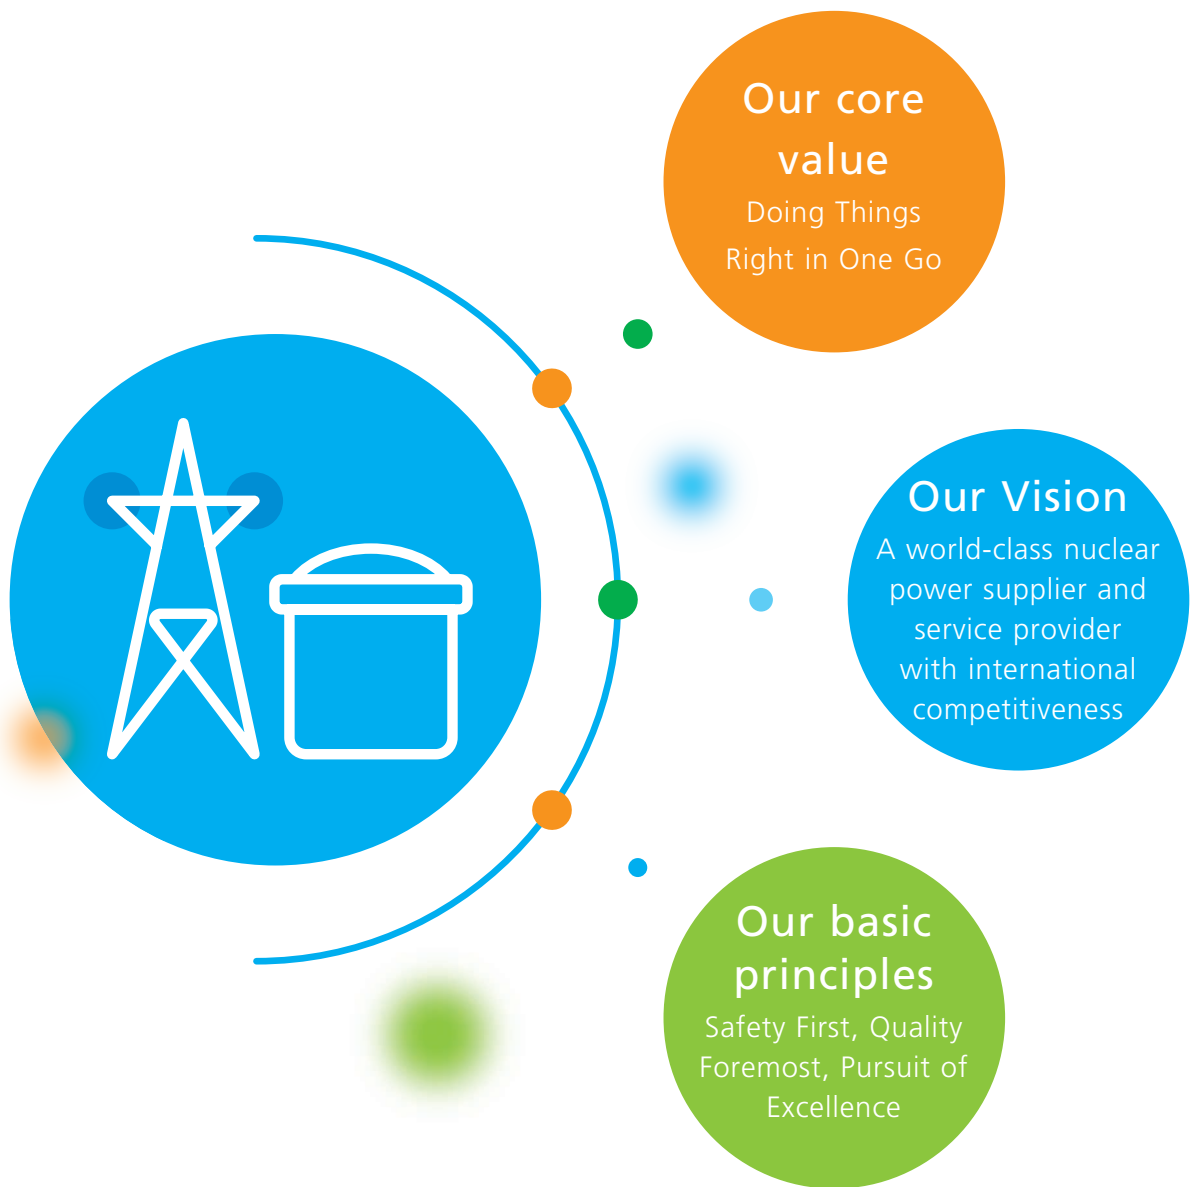 Our core
value
Doing Things
Right in One Go
Our Vision
A world-class nuclear
power supplier and
service provider
with international
competitiveness
Our basic
principles
Safety First, Quality
Foremost, Pursuit of
Excellence